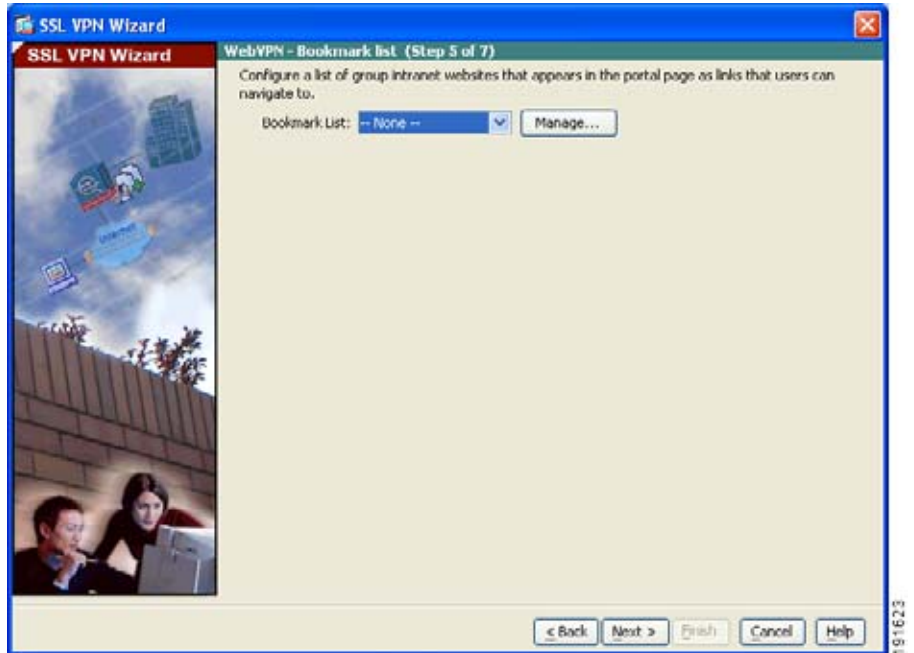 SSL VPN Wizard
SSL VPN Wizard
WebVPN - Bookmark list (Step 5 of 7)
Configure a list of group intranet websites that appears in the portal page as links that users can
navigate to.
Bookmark List: -- None --
Manage...
Internet
< Back
Next >
Finish
Cancel
Help
191623